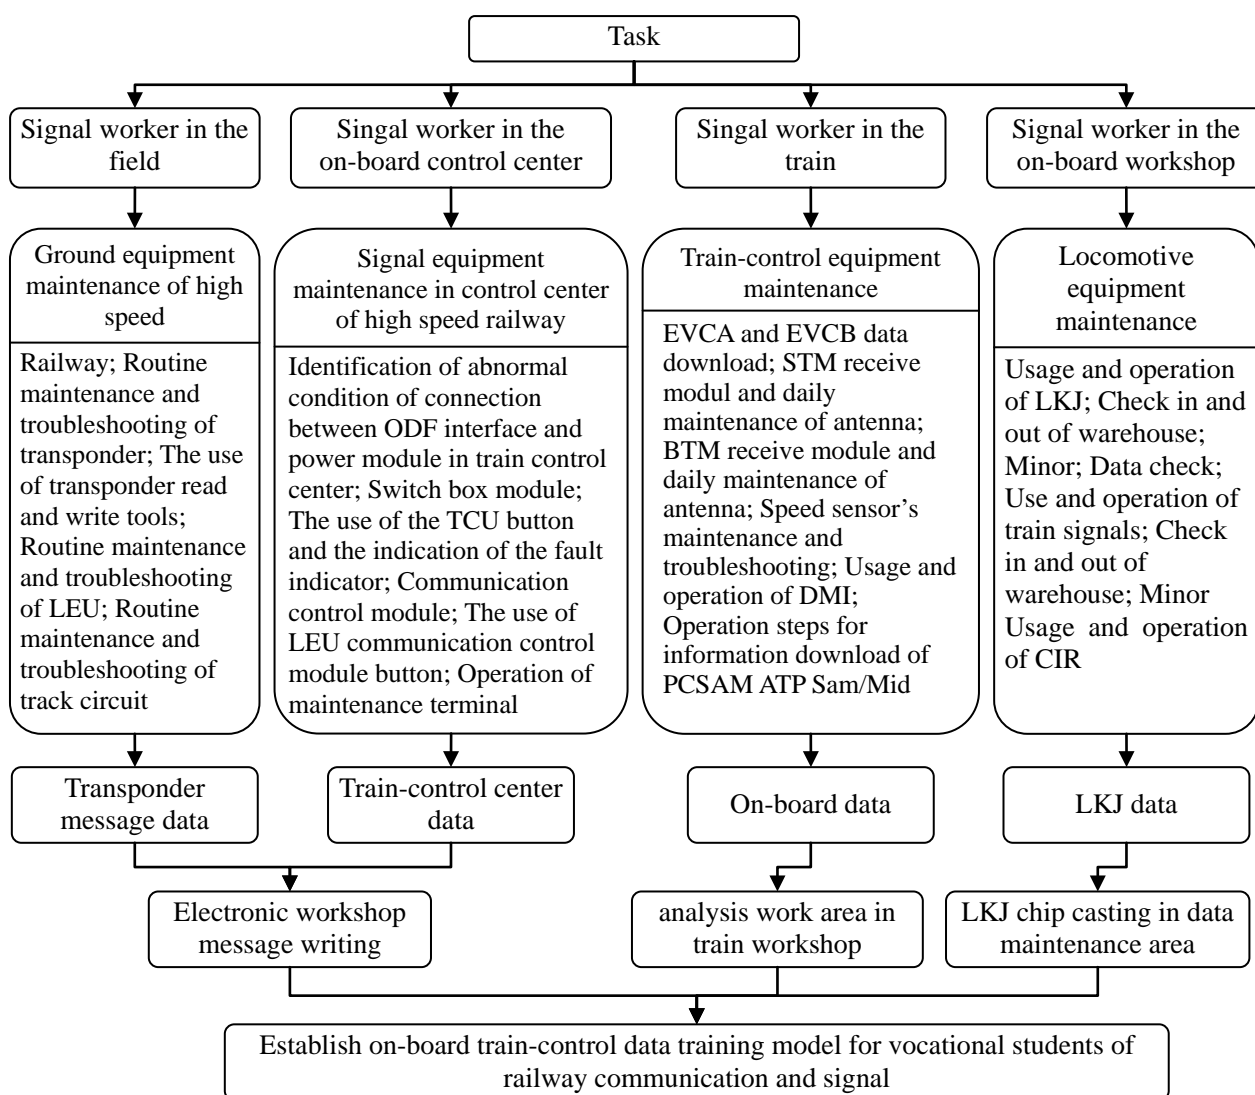 Task
Signal worker in the
field
Singal worker in the
on-board control center
Singal worker in the
train
Signal worker in the
on-board workshop
Ground equipment
maintenance of high
speed
Railway; Routine
maintenance and
troubleshooting of
transponder; The use
of transponder read
and write tools;
Routine maintenance
and troubleshooting
of LEU; Routine
maintenance and
troubleshooting of
track circuit
Signal equipment
maintenance in control center
of high speed railway
Identification of abnormal
condition of connection
between ODF interface and
power module in train control
center; Switch box module;
The use of the TCU button
and the indication of the fault
indicator; Communication
control module; The use of
LEU communication control
module button; Operation of
maintenance terminal
Train-control equipment
maintenance
EVCA and EVCB data
download; STM receive
modul and daily
maintenance of antenna;
BTM receive module and
daily maintenance of
antenna; Speed sensor’s
maintenance and
troubleshooting; Usage and
operation of DMI;
Operation steps for
information download of
PCSAM ATP Sam/Mid
Locomotive
equipment
maintenance
Usage and operation
of LKJ; Check in and
out of warehouse;
Minor; Data check;
Use and operation of
train signals; Check
in and out of
warehouse; Minor
Usage and operation
of CIR
Transponder
message data
Train-control center
data
On-board data
LKJ data
Electronic workshop
message writing
analysis work area in
train workshop
LKJ chip casting in data
maintenance area
Establish on-board train-control data training model for vocational students of
railway communication and signal